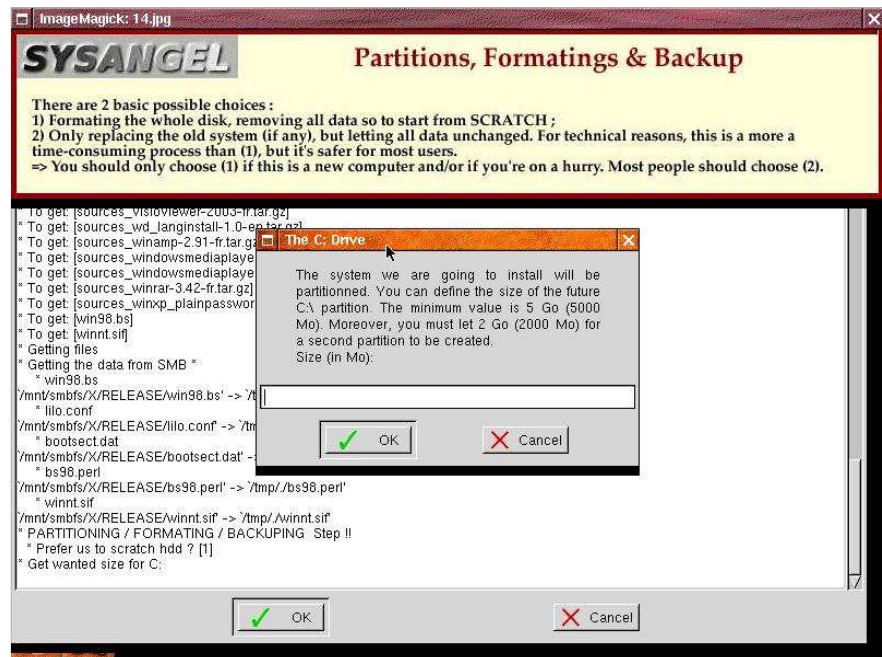 ImageMagick: 14.jpg
SYSANGEL
Partitions, Formatings & Backup
There are 2 basic possible choices :
1) Formating the whole disk, removing all data so to start from SCRATCH ;
2) Only replacing the old system (if any), but letting all data unchanged. For technical reasons, this is a more a
time-consuming process than (1), but it's safer for most users.
=> You should only choose (1) if this is a new computer and/or if you're on a hurry. Most people should choose (2).
* To get: [sources_visioviewer-2003-fr.tar.gz]
* To get: [sources_wd_langinstall-1.0-en.tar.gz]
* To get: [sources_winamp-2.91-fr.tar.gz
* To get: [sources_windowsmediaplaye
* To get: [sources_windowsmediaplaye
* To get: [sources_winrar-3.42-fr.tar.gz]
* To get: [sources_winxp_plainpasswor
* To get: [win98.bs]
* To get: [winnt.sif]
* Getting files
* Getting the data from SMB *
* win98.bs
`/mnt/smbfs/X/RELEASE/win98.bs' -> `/t
* lilo.conf
`/mnt/smbfs/X/RELEASE/lilo.conf' -> `/tm
* bootsect.dat
`/mnt/smbfs/X/RELEASE/bootsect.dat' -
* bs98.perl
`/mnt/smbfs/X/RELEASE/bs98.perl' -> `/tmp/./bs98.perl'
* winnt.sif
`/mnt/smbfs/X/RELEASE/winnt.sif' -> `/tmp/./winnt.sif'
* PARTITIONING / FORMATING / BACKUPING Step !!
* Prefer us to scratch hdd ? [1]
* Get wanted size for C:
The C: Drive
The system we are going to install will be
partitionned. You can define the size of the future
C:\ partition. The minimum value is 5 Go (5000
Mo). Moreover, you must let 2 Go (2000 Mo) for
a second partition to be created.
Size (in Mo):
OK
Cancel
OK
Cancel